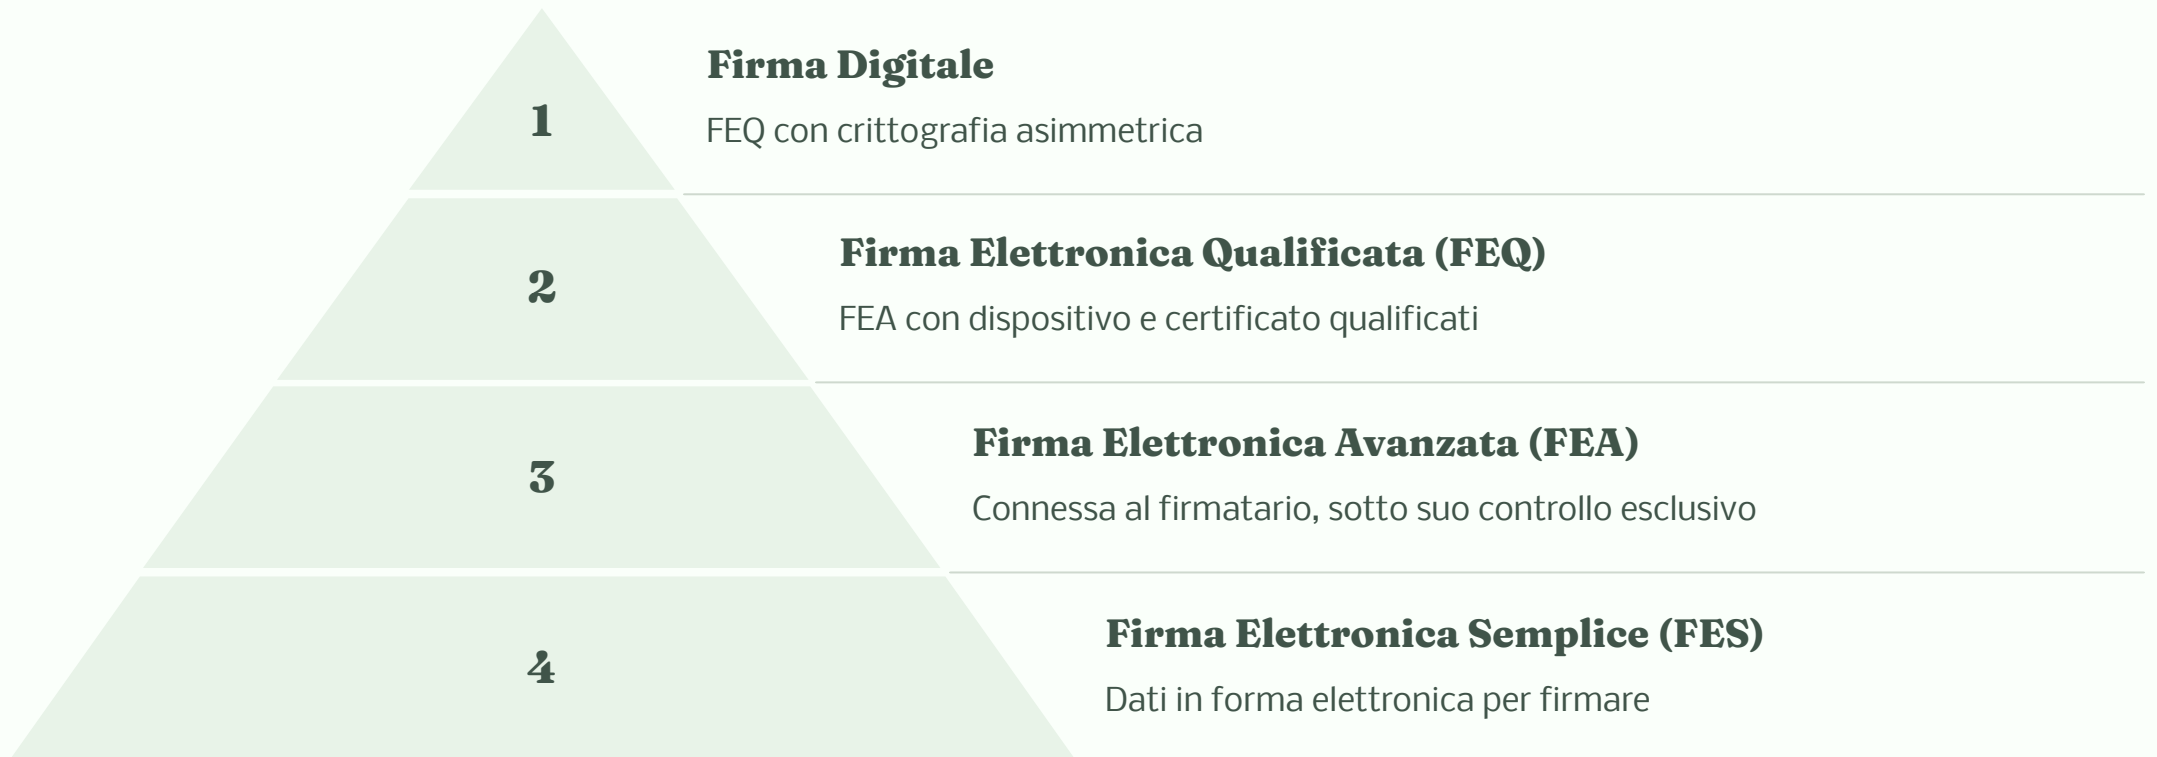 1
Firma Digitale
FEQ con crittografia asimmetrica
2
Firma Elettronica Qualificata (FEQ)
FEA con dispositivo e certificato qualificati
3
Firma Elettronica Avanzata (FEA)
Connessa al firmatario, sotto suo controllo esclusivo
4
Firma Elettronica Semplice (FES)
Dati in forma elettronica per firmare